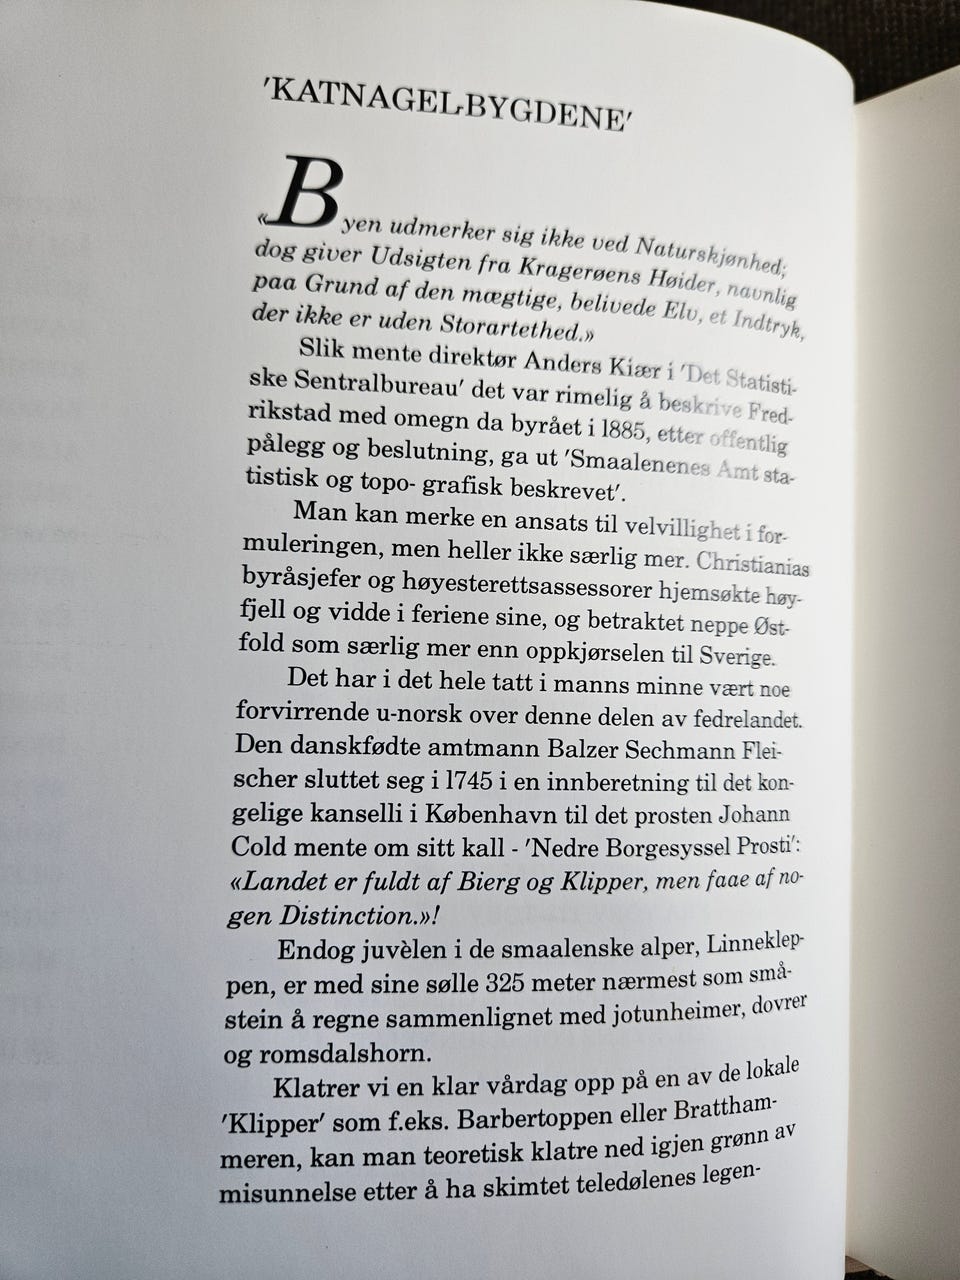 'KATNAGEL-BYGDENE'
«Byen udmerker sig ikke ved Naturskjønhed;
dog giver Udsigten fra Kragerøens Høider, navnlig
paa Grund af den mægtige, belivede Elv, et Indtryk,
der ikke er uden Storartethed.»
Slik mente direktør Anders Kiær i 'Det Statisti-
ske Sentralbureau' det var rimelig å beskrive Fred-
rikstad med omegn da byrået i 1885, etter offentlig
pålegg og beslutning, ga ut 'Smaalenenes Amt sta-
tistisk og topo- grafisk beskrevet'.
Man kan merke en ansats til velvillighet i for-
muleringen, men heller ikke særlig mer. Christianias
byråsjefer og høyesterettsassessorer hjemsøkte høy-
fjell og vidde i feriene sine, og betraktet neppe Øst-
fold som særlig mer enn oppkjørselen til Sverige.
Det har i det hele tatt i manns minne vært noe
forvirrende u-norsk over denne delen av fedrelandet.
Den danskfødte amtmann Balzer Sechmann Flei-
scher sluttet seg i 1745 i en innberetning til det kon-
gelige kanselli i København til det prosten Johann
Cold mente om sitt kall - 'Nedre Borgesyssel Prosti':
«Landet er fuldt af Bierg og Klipper, men faae af no-
gen Distinction.»!
Endog juvèlen i de smaalenske alper, Linneklep-
pen, er med sine sølle 325 meter nærmest som små-
stein å regne sammenlignet med jotunheimer, dovrer
og romsdalshorn.
Klatrer vi en klar vårdag opp på en av de lokale
'Klipper' som f.eks. Barbertoppen eller Brattham-
meren, kan man teoretisk klatre ned igjen grønn av
misunnelse etter å ha skimtet teledølenes legen-